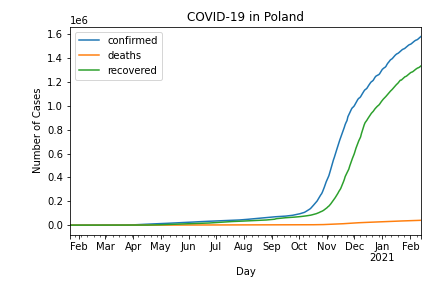 COVID-19 in Poland
1e6
confirmed
deaths
recovered
Number of Cases
1.6
1.4
1.2
1.0
0.8
0.6
0.4
0.2
0.0
Feb Mar Apr May Jun Jul Aug Sep Oct Nov Dec Jan Feb
2021
Day